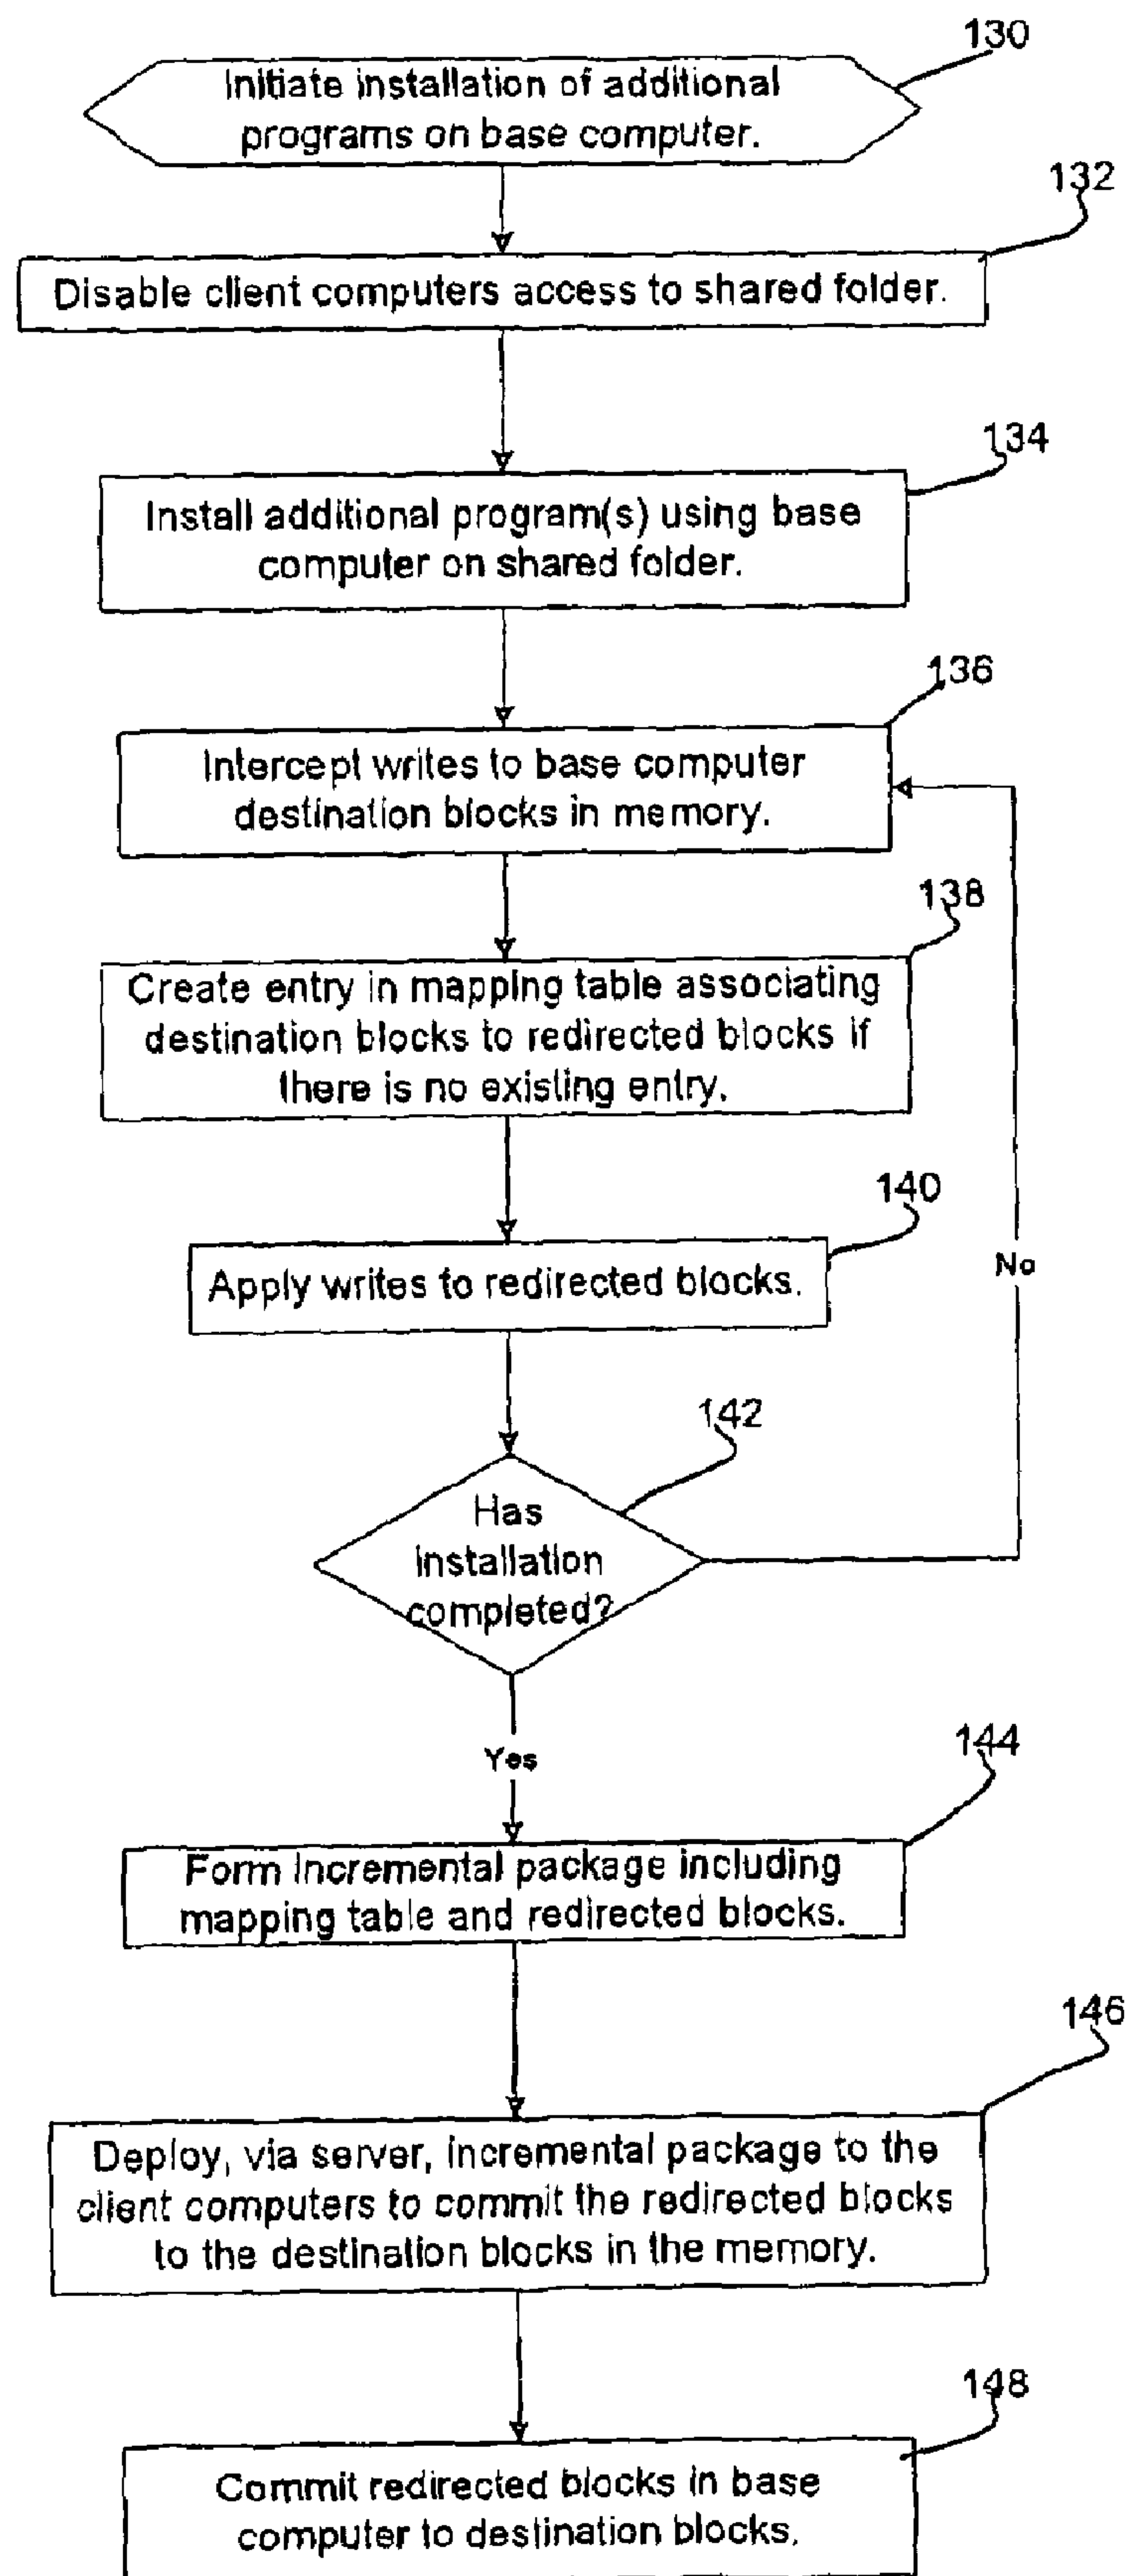 130
Initiate installation of additional
programs on base computer.
132
Disable client computers access to shared folder.
134
Install additional program(s) using base
computer on shared folder.
136
Intercept writes to base computer
destination blocks in memory.
138
Create entry in mapping table associating
destination blocks to redirected blocks if
there is no existing entry.
140
Apply writes to redirected blocks.
No
142
Has
installation
completed?
Yes
144
Form incremental package including
mapping table and redirected blocks.
146
Deploy, via server, incremental package to the
client computers to commit the redirected blocks
to the destination blocks in the memory.
148
Commit redirected blocks in base
computer to destination blocks.